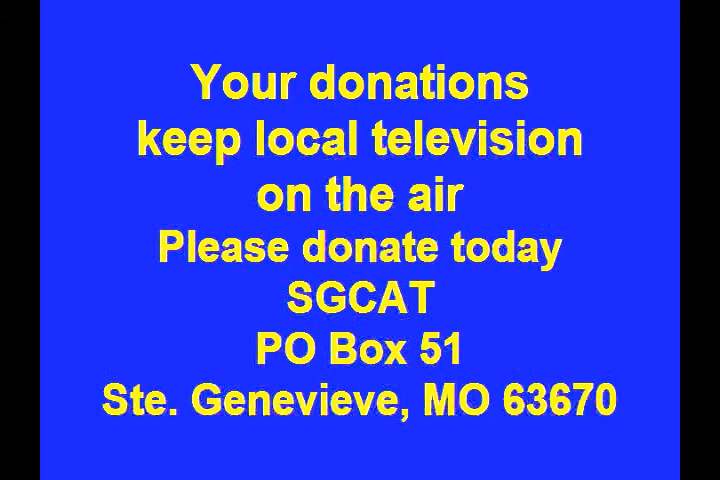 Your donations
keep local television
on the air
Please donate today
SGCAT
PO Box 51
Ste. Genevieve, MO 63670